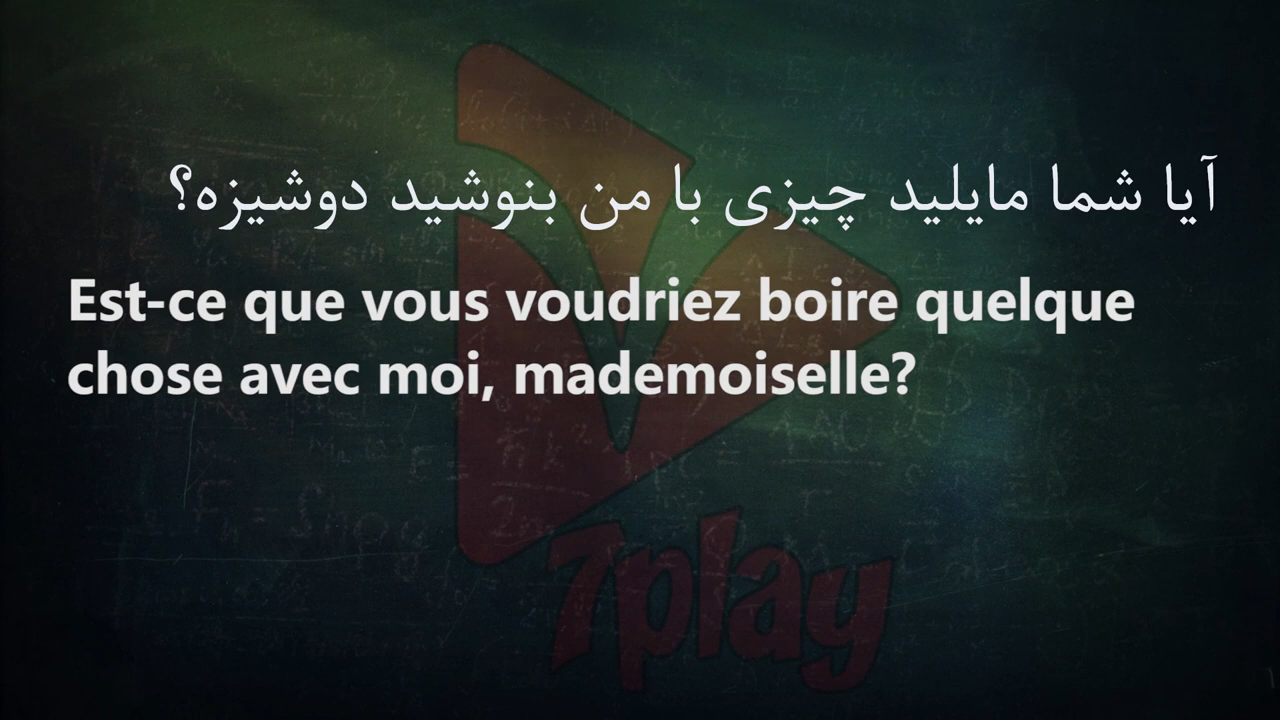 آیا شما مایلید چیزی با من بنوشید دوشیزه؟
Est-ce que vous voudriez boire quelque
chose avec moi, mademoiselle?
7play